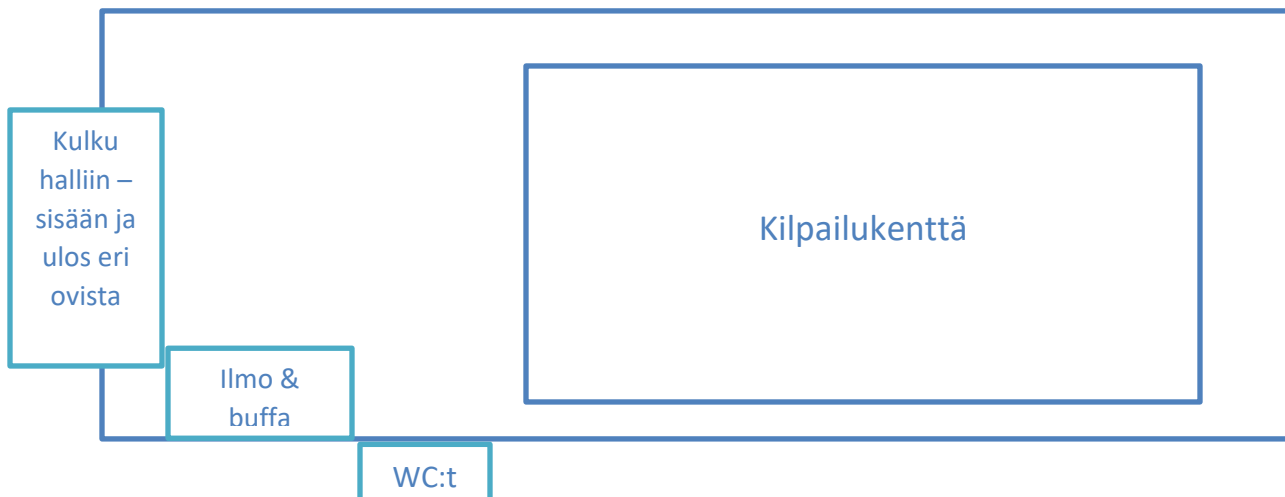 Kulku
halliin –
sisään ja
ulos eri
ovista
Kilpailukenttä
Ilmo &
buffa
WC:t